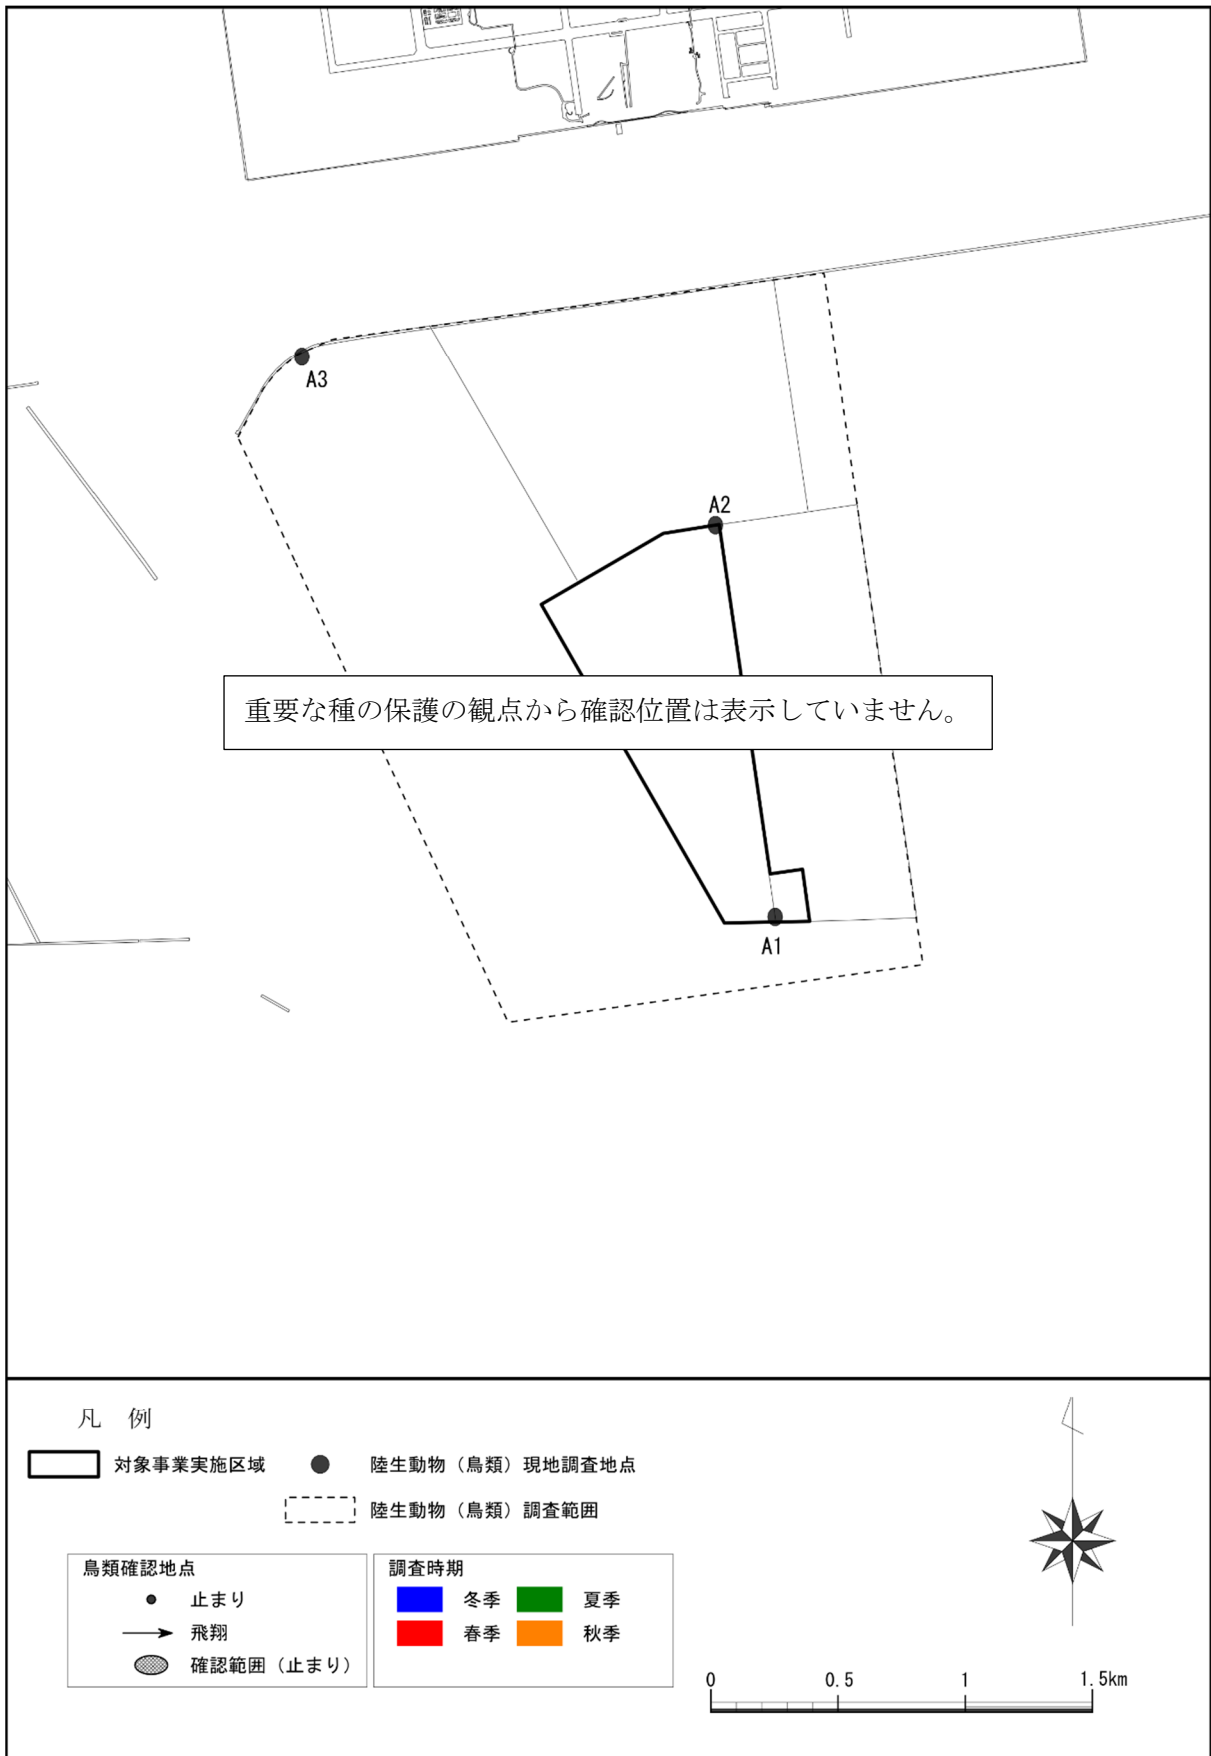 A3
A2
重要な種の保護の観点から確認位置は表示していません。
A1
凡 例
対象事業実施区域
陸生動物（鳥類）現地調査地点
陸生動物（鳥類）調査範囲
鳥類確認地点
止まり
飛翔
確認範囲（止まり）
調査時期
冬季 夏季
春季 秋季
0 0.5 1 1.5km